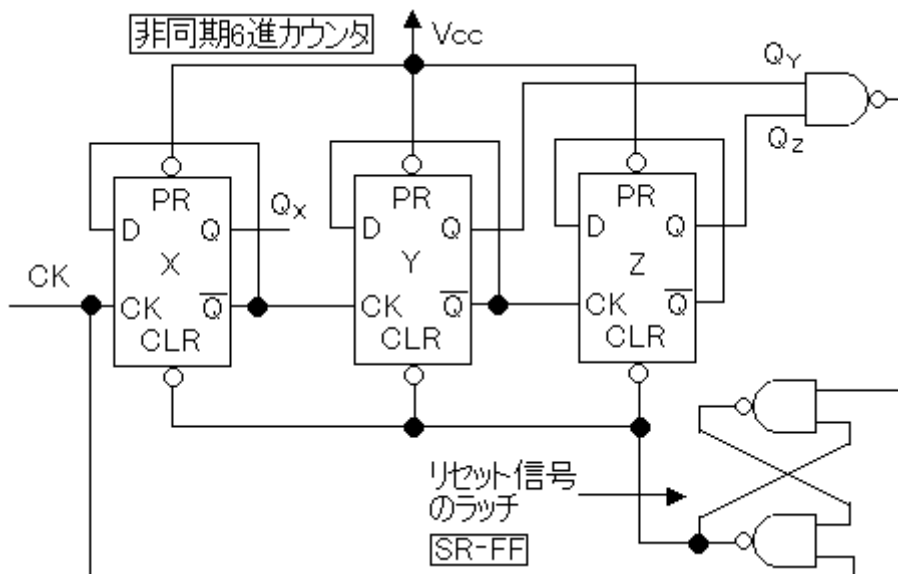 非同期6進カウンタ
Vcc
QY
QZ
PR
D Q
X
CK Q̅
CLR
QX
PR
D Q
Y
CK Q̅
CLR
PR
D Q
Z
CK Q̅
CLR
CK
リセット信号
のラッチ
SR-FF